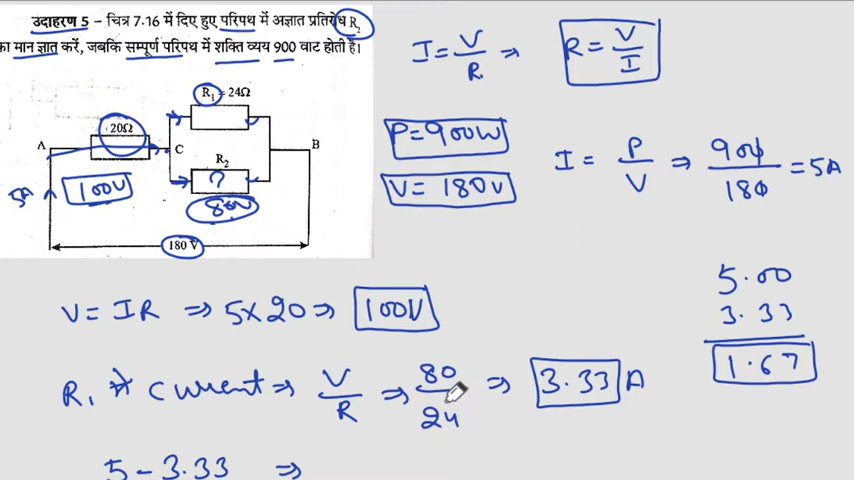 उदाहरण 5 – चित्र 7.16 में दिए हुए परिपथ में अज्ञात प्रतिरोध R₂
का मान ज्ञात करें, जबकि सम्पूर्ण परिपथ में शक्ति व्यय 900 वाट होती है।
R₁ = 24Ω
20Ω
A
C
B
R₂
?
5A
100V
80V
180 V
I = V/R ⇒ R = V/I
P = 900W
V = 180V
I = P/V ⇒ 900/180 = 5A
V = IR ⇒ 5×20 ⇒ 100V
5.00
3.33
1.67
R₁ में Current ⇒ V/R ⇒ 80/24 ⇒ 3.33 A
5 - 3.33 ⇒